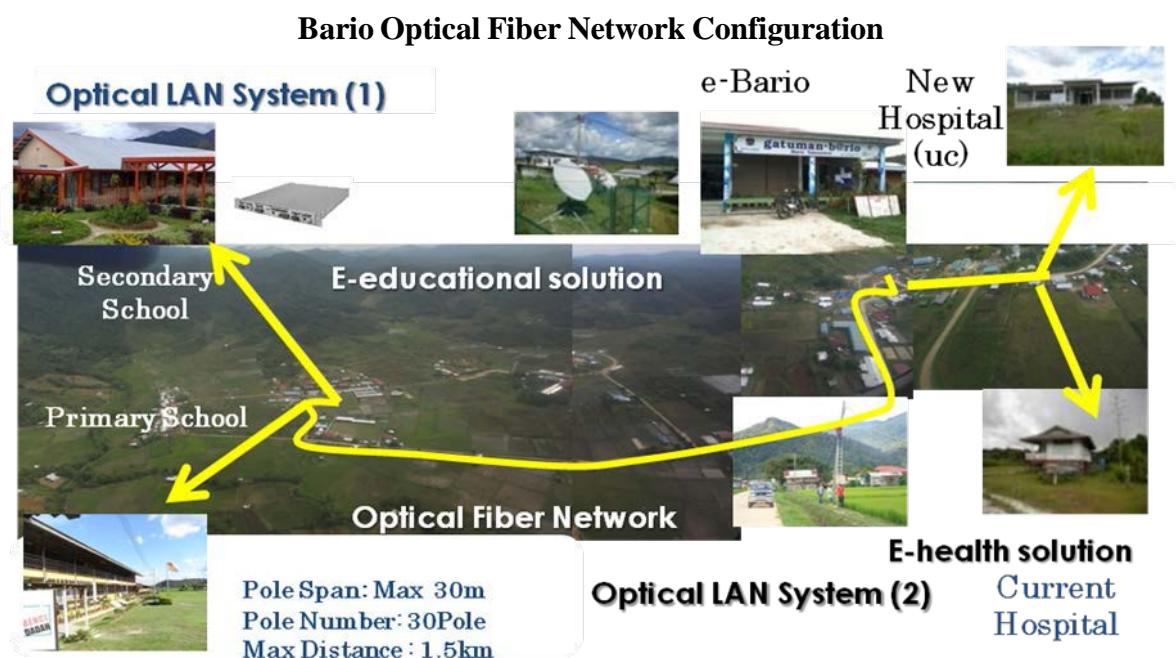 Bario Optical Fiber Network Configuration
Optical LAN System (1)
e-Bario
New
Hospital
(uc)
gatuman·b@rio
Secondary
School
E-educational solution
Primary School
Optical Fiber Network
E-health solution
Optical LAN System (2)
Current
Hospital
Pole Span: Max 30m
Pole Number: 30Pole
Max Distance : 1.5km